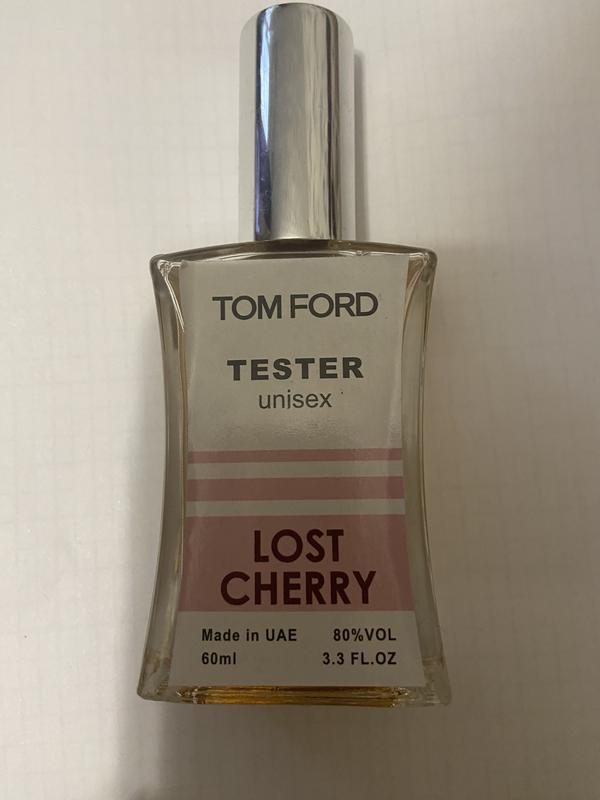 TOM FORD
TESTER
unisex
LOST
CHERRY
Made in UAE 80%VOL
60ml 3.3 FL.OZ